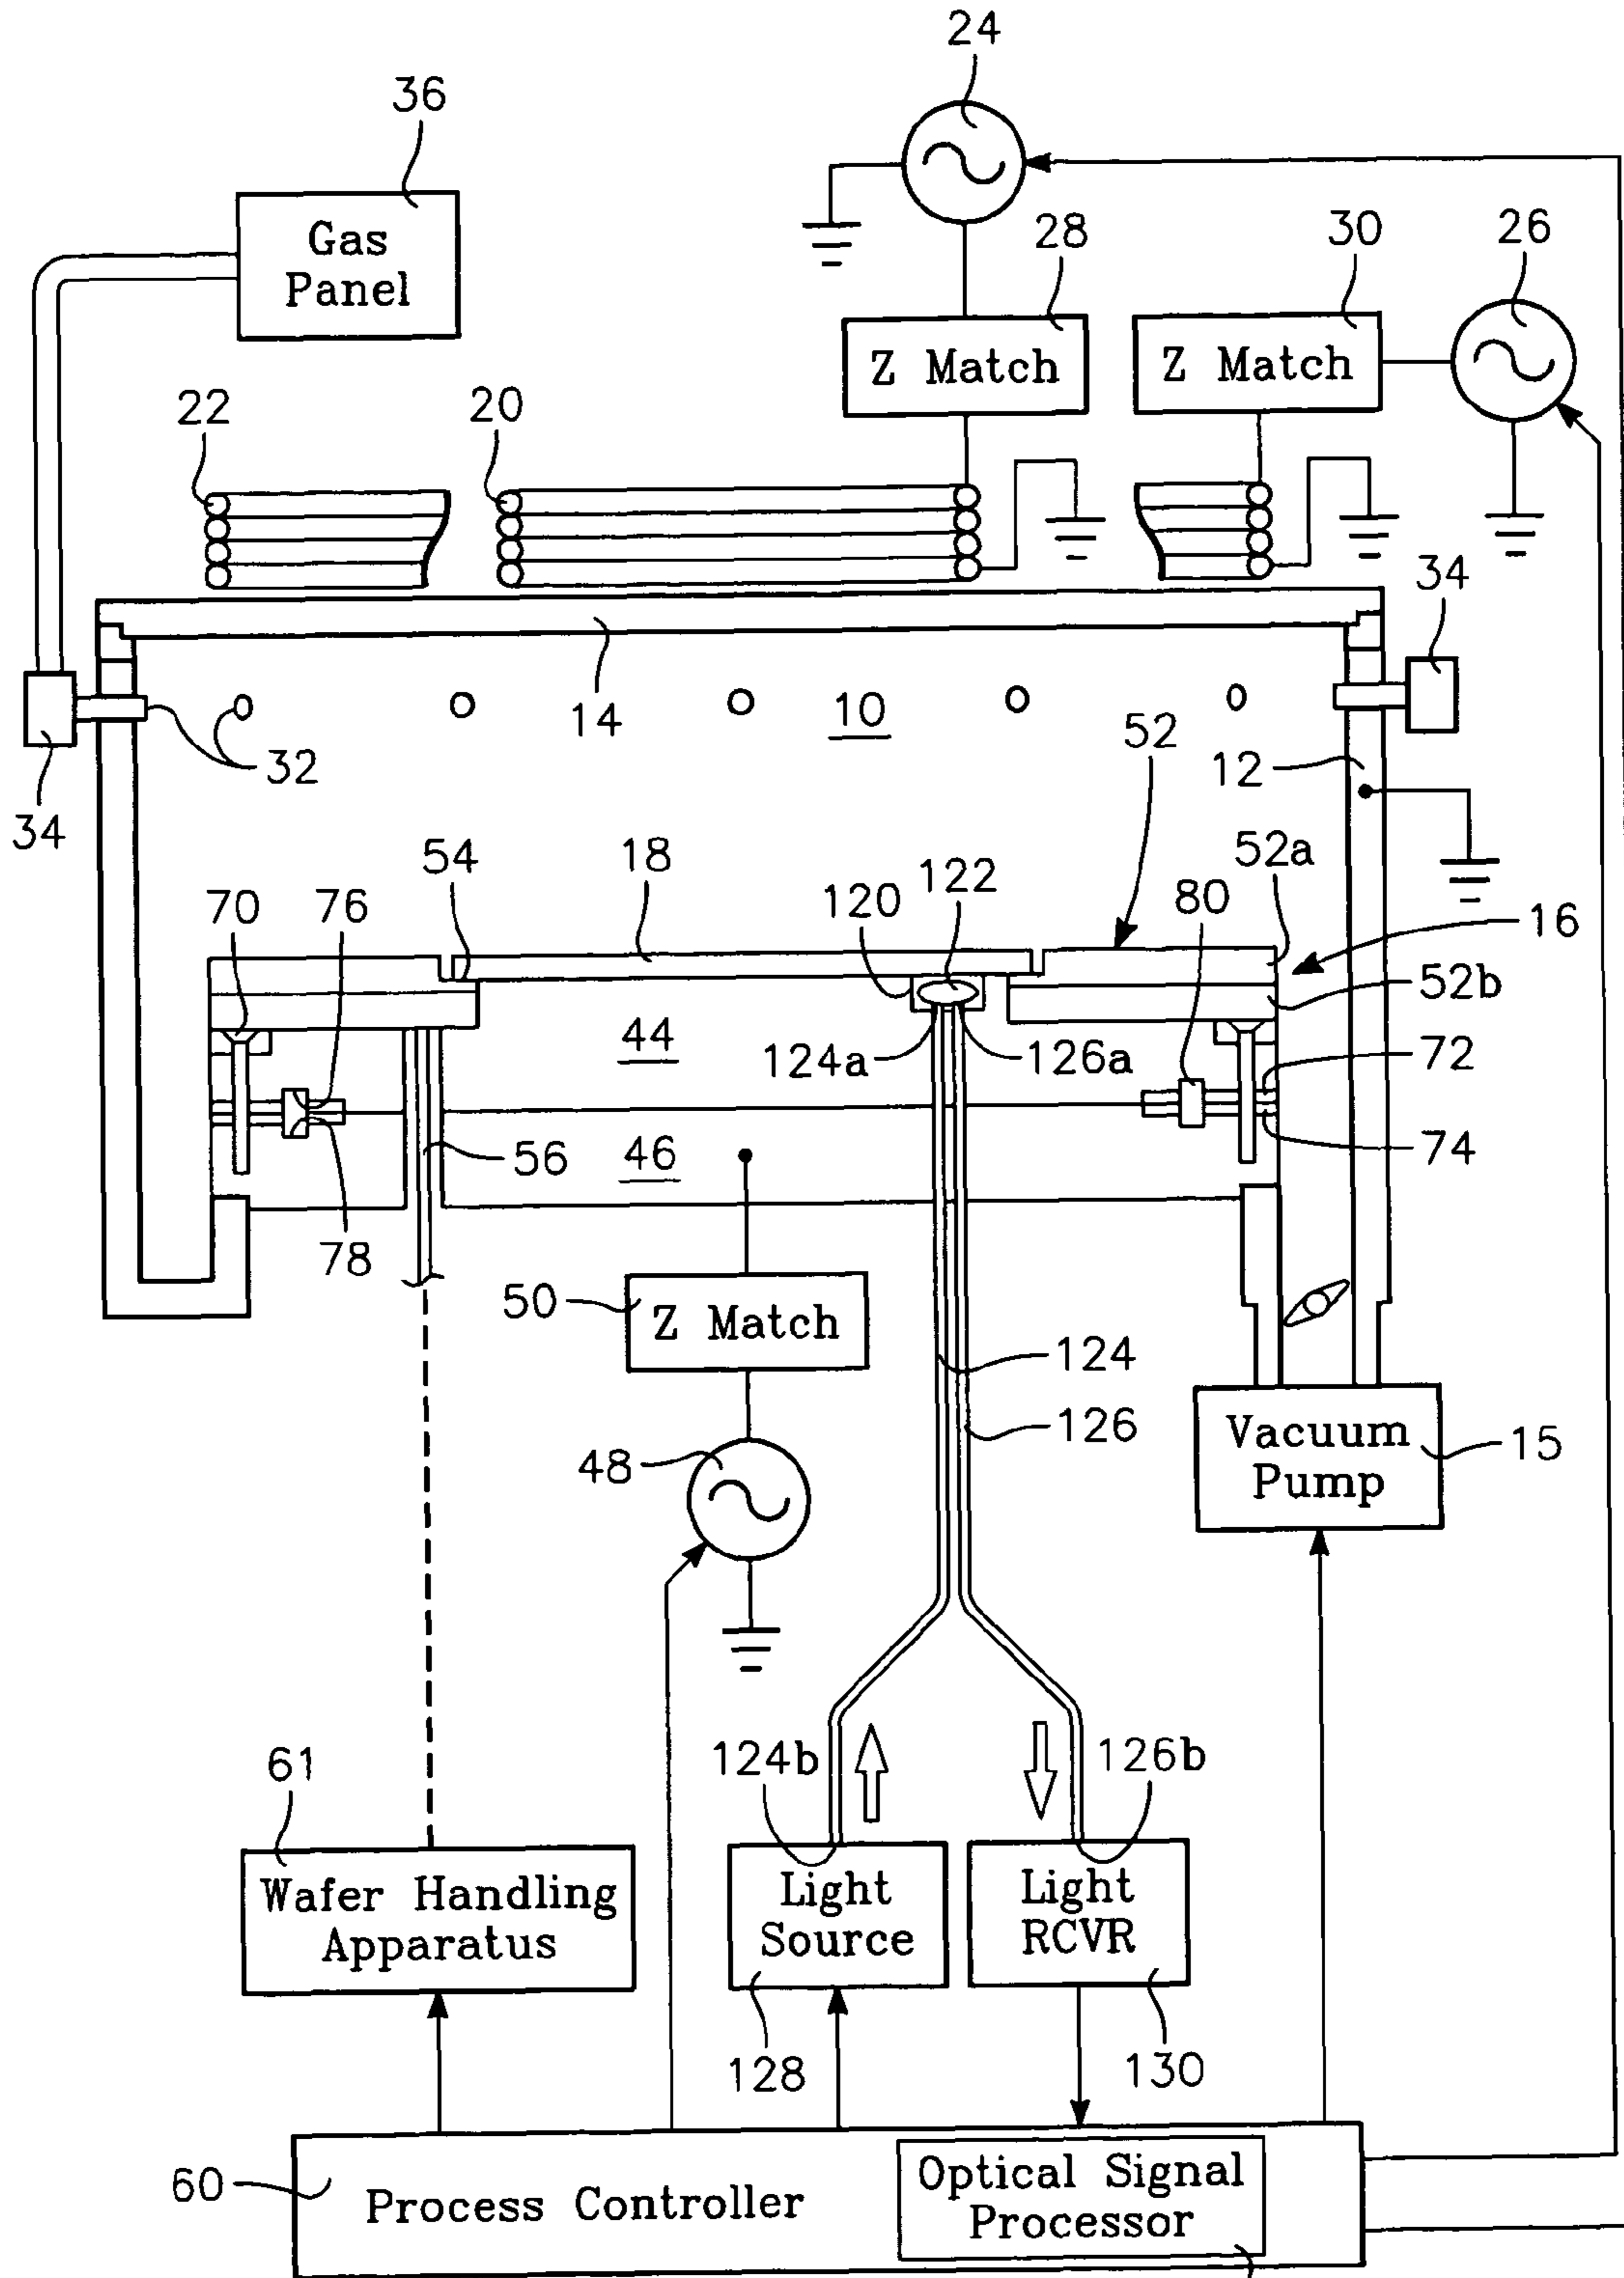 24
36
Gas
Panel
28
30
26
Z Match
Z Match
22
20
34
14
10
32
52
12
34
54
18
122
52a
120
80
70
76
16
52b
44
124a
126a
72
56
46
74
78
50
Z Match
124
126
48
Vacuum
Pump
15
124b
126b
61
Wafer Handling
Apparatus
Light
Source
Light
RCVR
128
130
60
Process Controller
Optical Signal
Processor